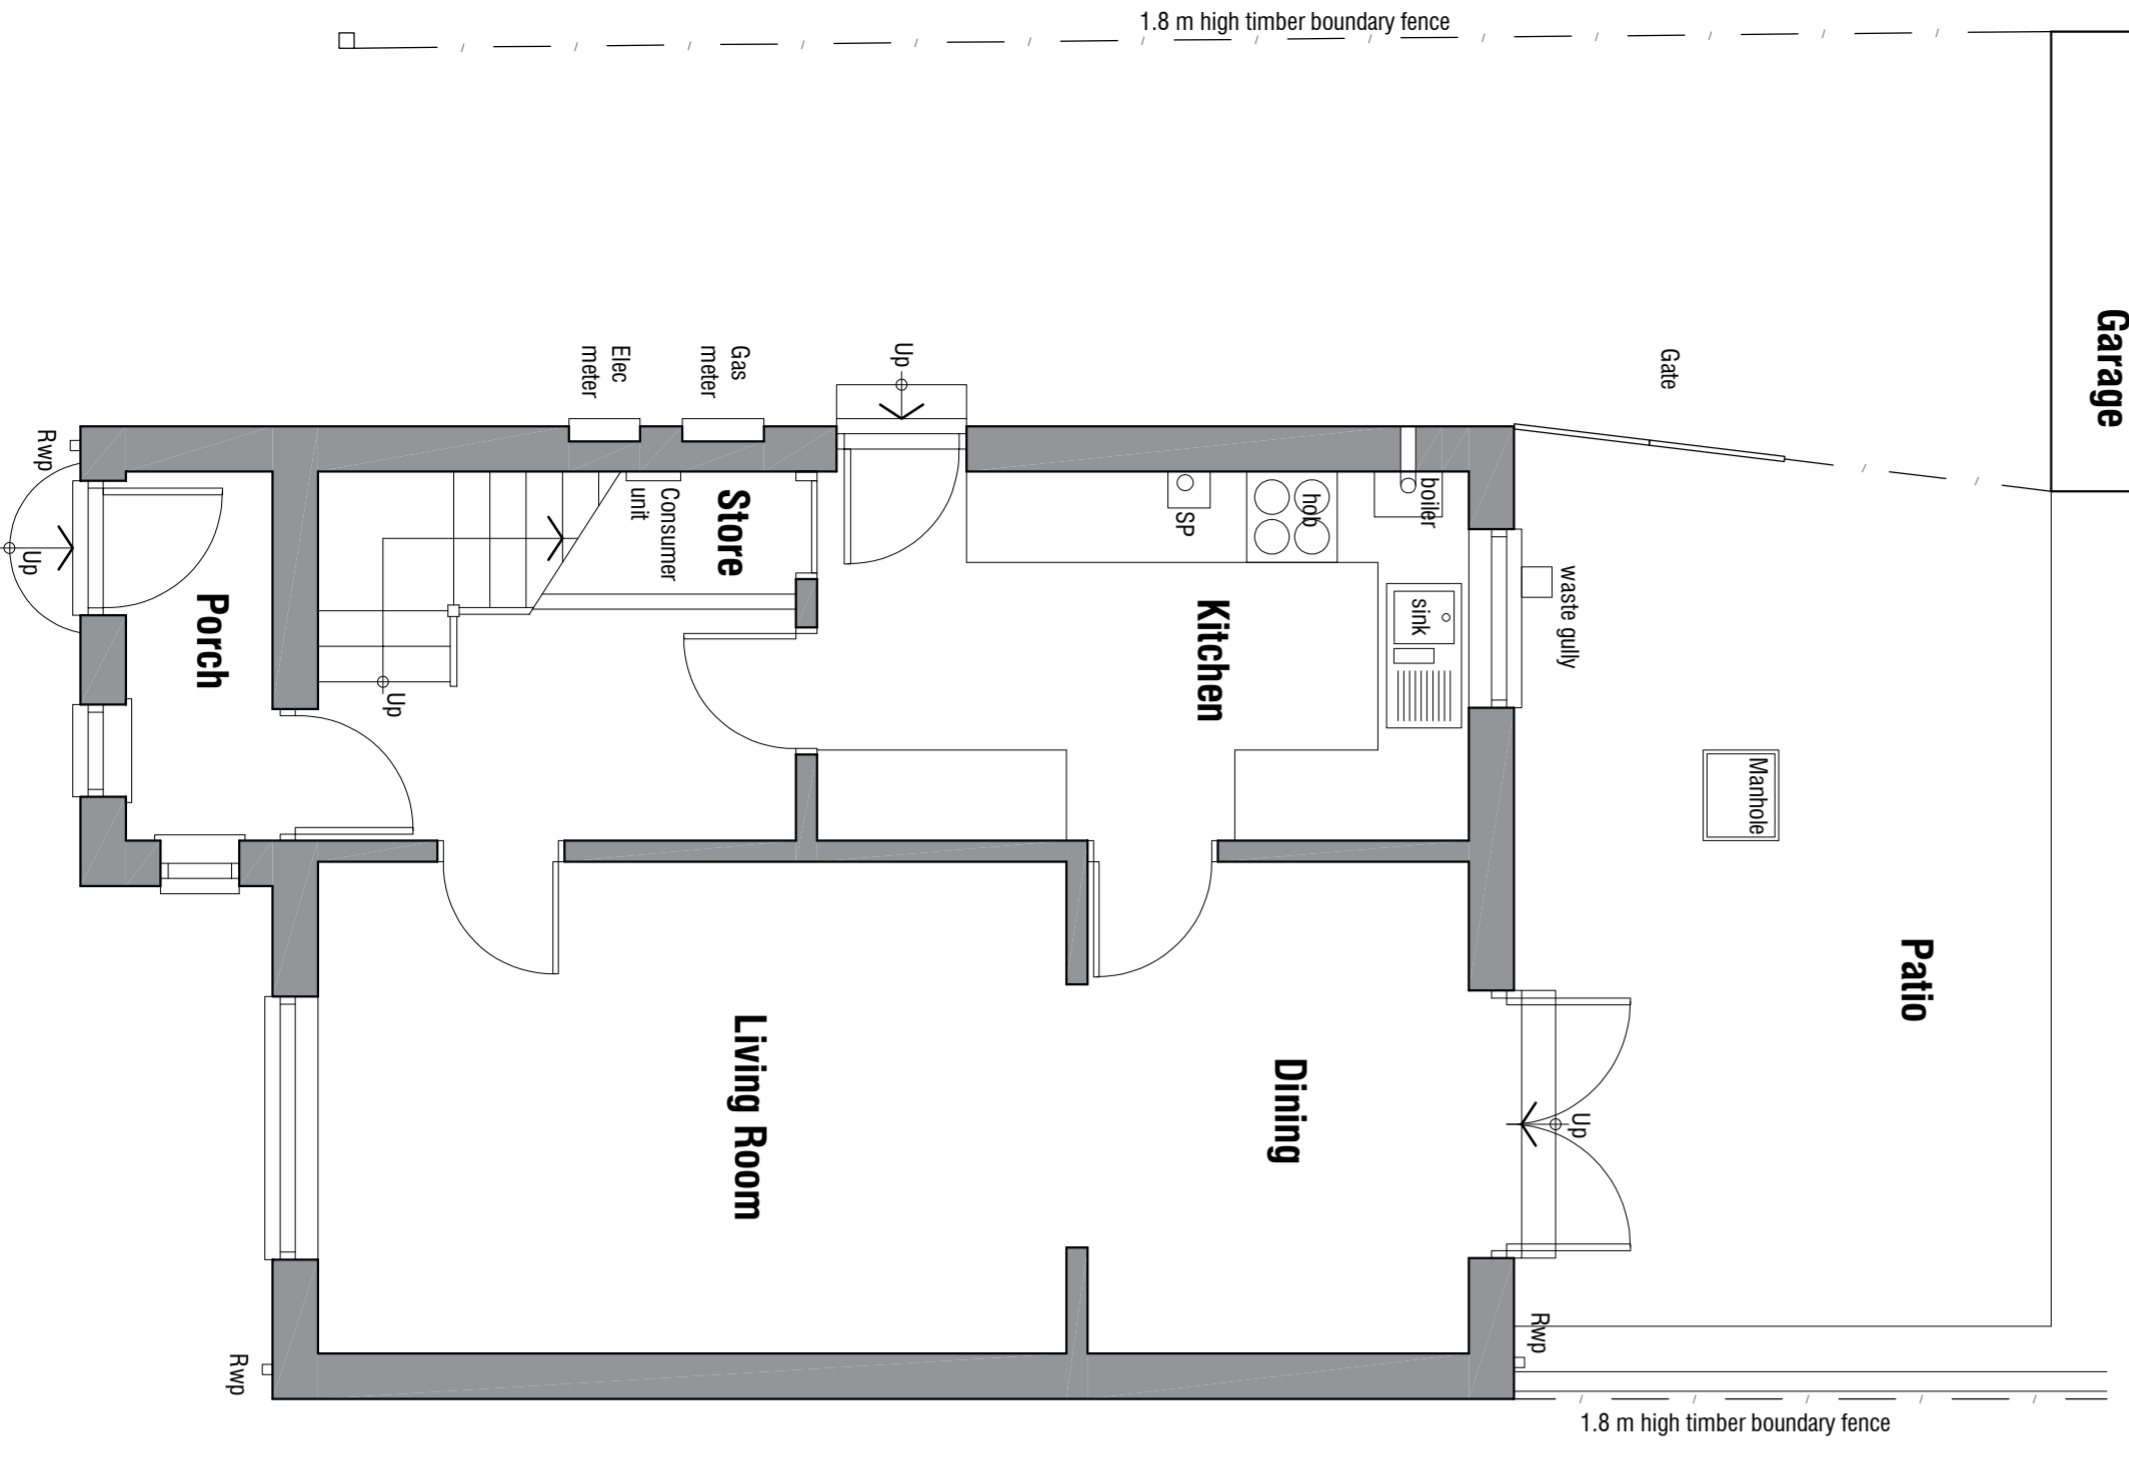 1.8 m high timber boundary fence
Garage
Gate
Elec
meter
Gas
meter
Up
Rwp
Up
Porch
Consumer
unit
Store
Up
SP
hob
boiler
sink
Kitchen
waste gully
Manhole
Patio
Living Room
Dining
Up
Rwp
Rwp
1.8 m high timber boundary fence